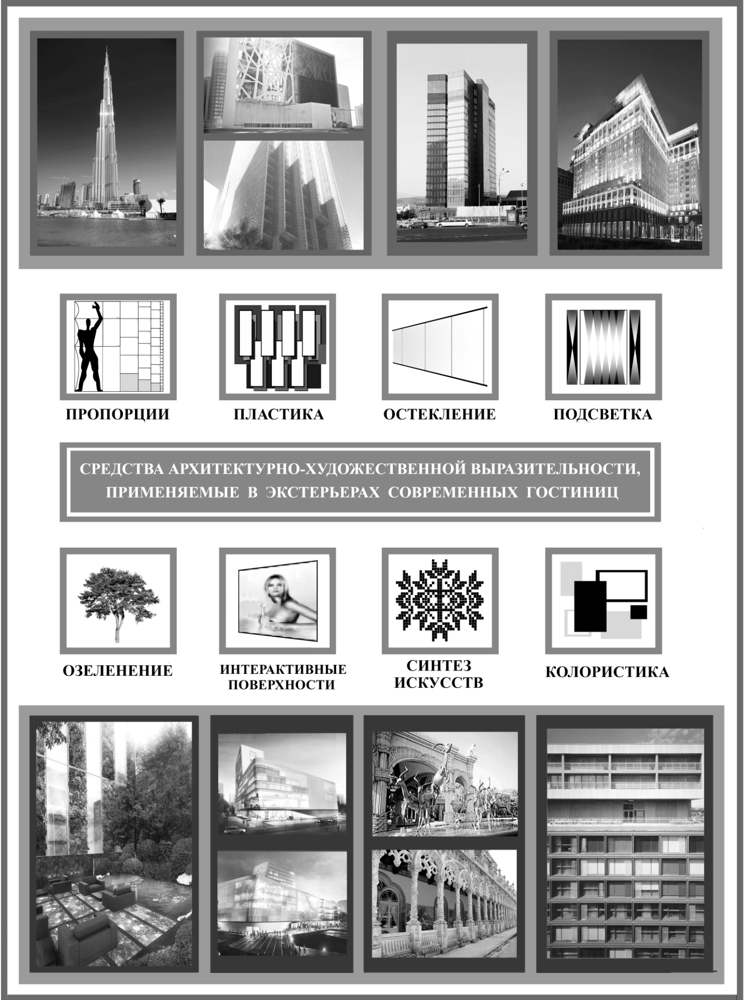 ПРОПОРЦИИ
ПЛАСТИКА
ОСТЕКЛЕНИЕ
ПОДСВЕТКА
СРЕДСТВА АРХИТЕКТУРНО-ХУДОЖЕСТВЕННОЙ ВЫРАЗИТЕЛЬНОСТИ,
ПРИМЕНЯЕМЫЕ В ЭКСТЕРЬЕРАХ СОВРЕМЕННЫХ ГОСТИНИЦ
ОЗЕЛЕНЕНИЕ
ИНТЕРАКТИВНЫЕ
ПОВЕРХНОСТИ
СИНТЕЗ
ИСКУССТВ
КОЛОРИСТИКА